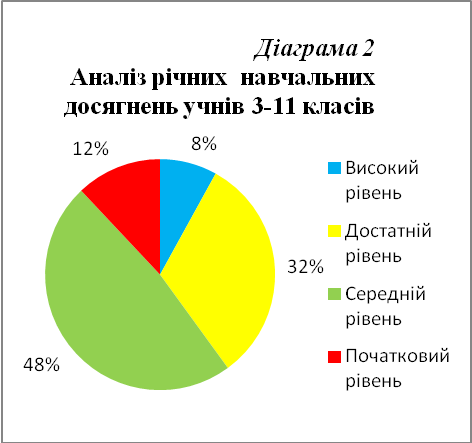 Діаграма 2
Аналіз річних навчальних
досягнень учнів 3-11 класів
8%
12%
32%
48%
Високий
рівень
Достатній
рівень
Середній
рівень
Початковий
рівень